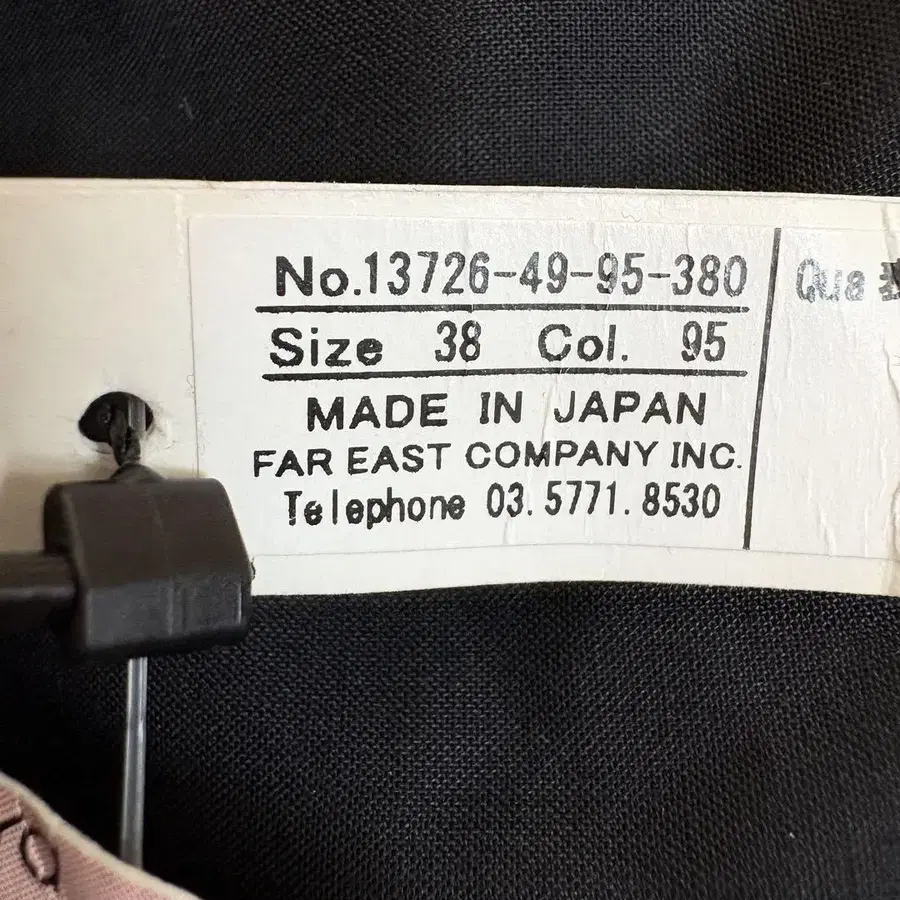 No.13726-49-95-380
Size 38 Col. 95
MADE IN JAPAN
FAR EAST COMPANY INC.
Telephone 03.5771.8530